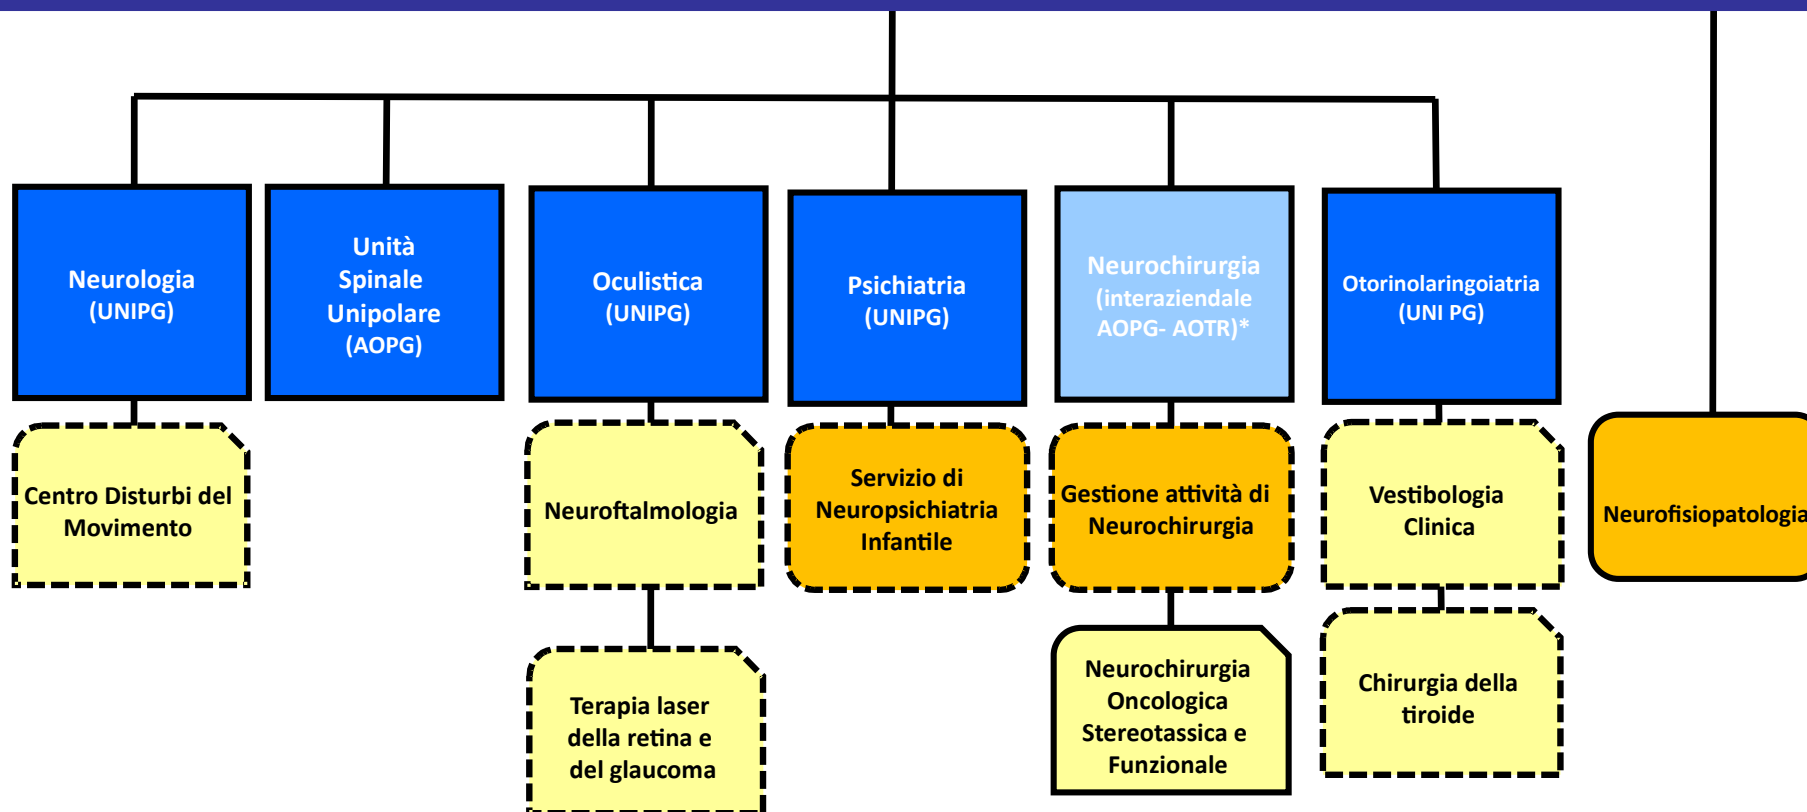 Neurologia
(UNIPG)
Unità
Spinale
Unipolare
(AOPG)
Oculistica
(UNIPG)
Psichiatria
(UNIPG)
Neurochirurgia
(interaziendale
AOPG- AOTR)*
Otorinolaringoiatria
(UNI PG)
Centro Disturbi del
Movimento
Neuroftalmologia
Servizio di
Neuropsichiatria
Infantile
Gestione attività di
Neurochirurgia
Vestibologia
Clinica
Neurofisiopatologia
Terapia laser
della retina e
del glaucoma
Neurochirurgia
Oncologica
Stereotassica e
Funzionale
Chirurgia della
tiroide